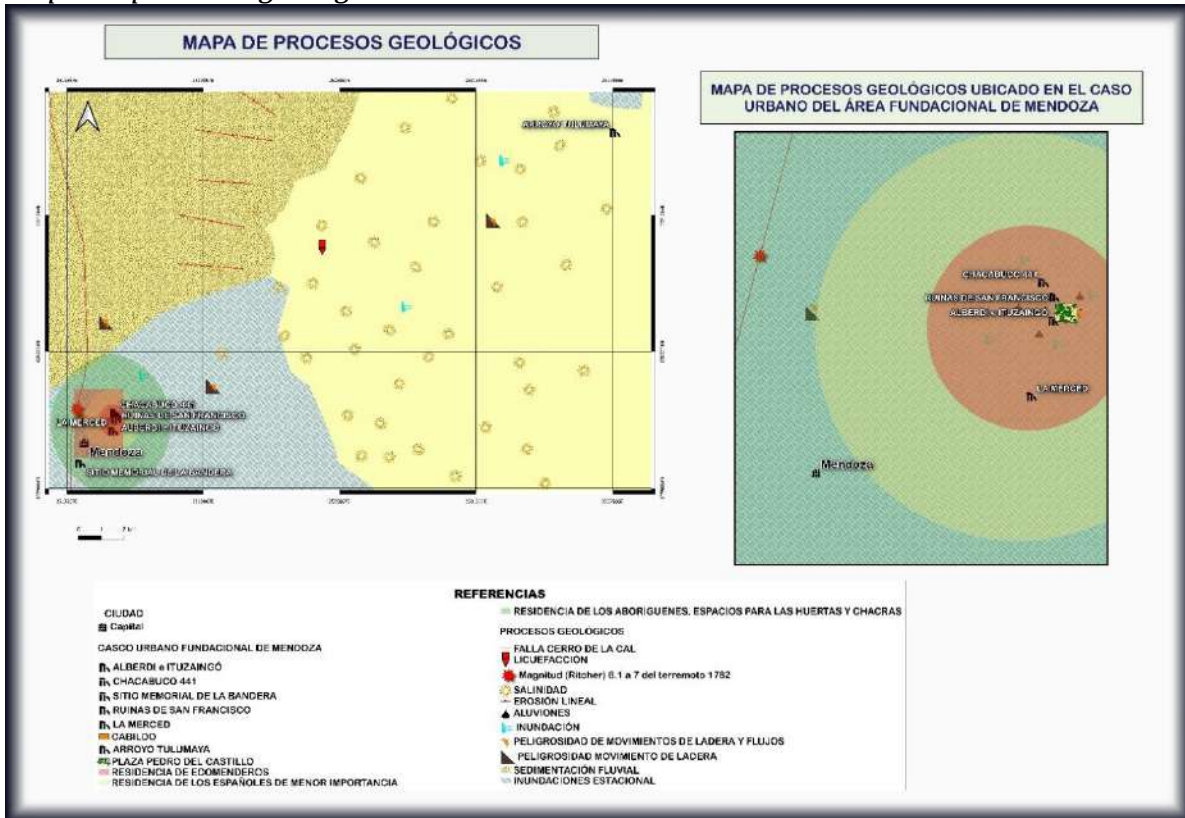 MAPA DE PROCESOS GEOLÓGICOS
ARROYO TULUMAYA
CHACABUCO 441
RUINAS DE SAN FRANCISCO
LA MERCED
ALBERDI e ITUZAINGÓ
Mendoza
SITIO MEMORIAL DE LA BANDERA
MAPA DE PROCESOS GEOLÓGICOS UBICADO EN EL CASO
URBANO DEL ÁREA FUNDACIONAL DE MENDOZA
CHACABUCO 441
RUINAS DE SAN FRANCISCO
ALBERDI e ITUZAINGÓ
LA MERCED
Mendoza
REFERENCIAS
CIUDAD
Capital
CASCO URBANO FUNDACIONAL DE MENDOZA
ALBERDI e ITUZAINGÓ
CHACABUCO 441
SITIO MEMORIAL DE LA BANDERA
RUINAS DE SAN FRANCISCO
LA MERCED
CABILDO
ARROYO TULUMAYA
PLAZA PEDRO DEL CASTILLO
RESIDENCIA DE EDOMENDEROS
RESIDENCIA DE LOS ESPAÑOLES DE MENOR IMPORTANCIA
RESIDENCIA DE LOS ABORIGUENES, ESPACIOS PARA LAS HUERTAS Y CHACRAS
PROCESOS GEOLÓGICOS
FALLA CERRO DE LA CAL
LICUEFACCIÓN
Magnitud (Ritcher) 6.1 a 7 del terremoto 1782
SALINIDAD
EROSIÓN LINEAL
ALUVIONES
INUNDACIÓN
PELIGROSIDAD DE MOVIMIENTOS DE LADERA Y FLUJOS
PELIGROSIDAD MOVIMIENTO DE LADERA
SEDIMENTACIÓN FLUVIAL
INUNDACIONES ESTACIONAL